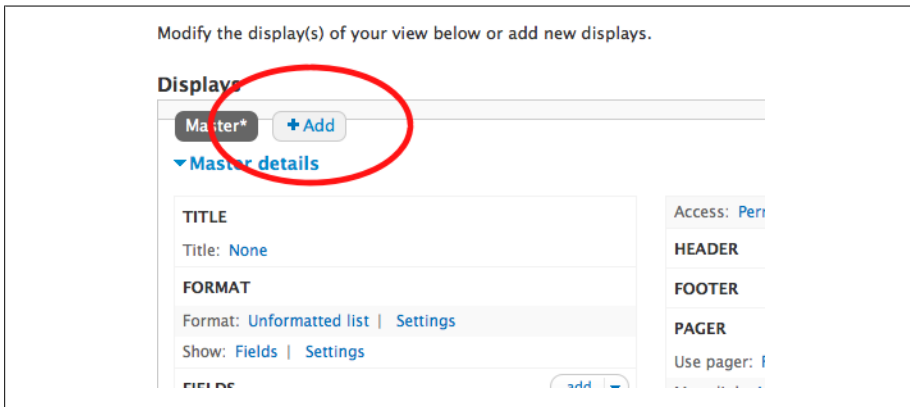 Modify the display(s) of your view below or add new displays.
Displays
Master* +Add
Master details
TITLE
Title: None
FORMAT
Format: Unformatted list | Settings
Show: Fields | Settings
FIELDS add
Access:
HEADER
FOOTER
PAGER
Use pager: